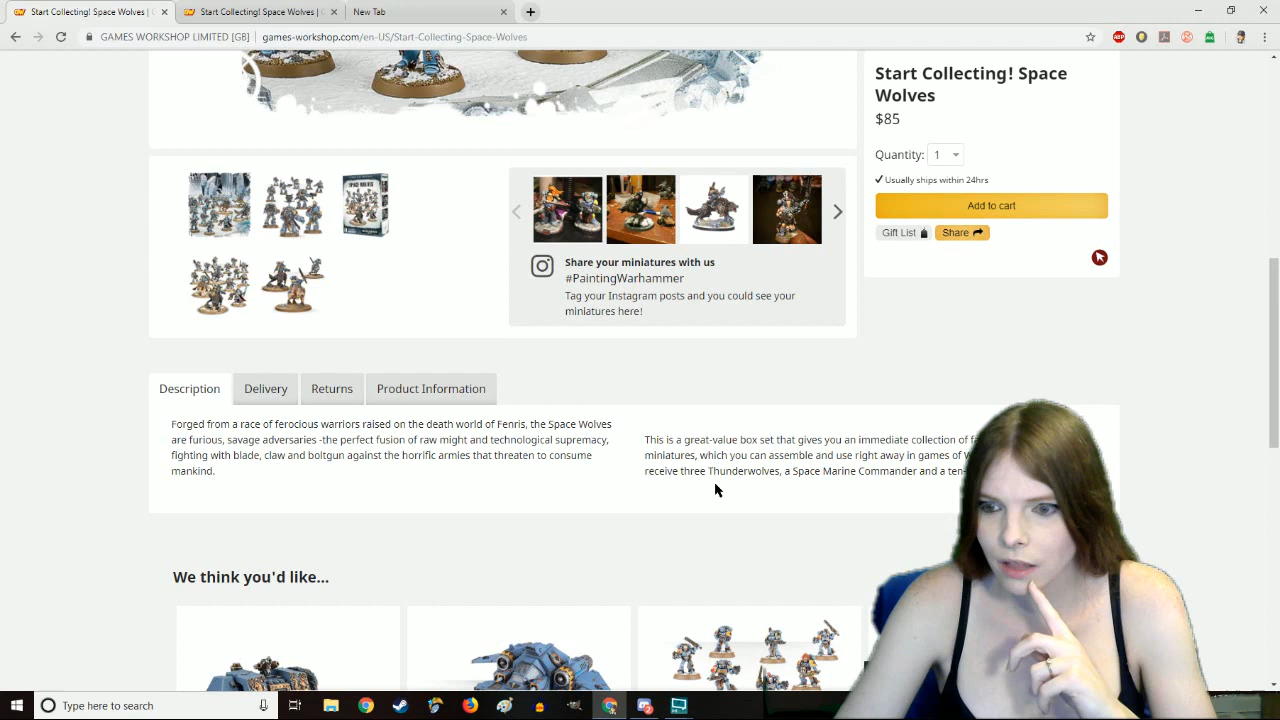 Start Collecting! Space Wolves | G
Start Collecting! Space Wolves | G
New Tab
GAMES WORKSHOP LIMITED [GB] games-workshop.com/en-US/Start-Collecting-Space-Wolves
ABP
Start Collecting! Space
Wolves
$85
Quantity: 1
Usually ships within 24hrs
Add to cart
Gift List
Share
SPACE WOLVES
Share your miniatures with us
#PaintingWarhammer
Tag your Instagram posts and you could see your
miniatures here!
Description Delivery Returns Product Information
Forged from a race of ferocious warriors raised on the death world of Fenris, the Space Wolves
are furious, savage adversaries -the perfect fusion of raw might and technological supremacy,
fighting with blade, claw and boltgun against the horrific armies that threaten to consume
mankind.
This is a great-value box set that gives you an immediate collection of
miniatures, which you can assemble and use right away in games of
receive three Thunderwolves, a Space Marine Commander and a ten-
We think you'd like...
Type here to search